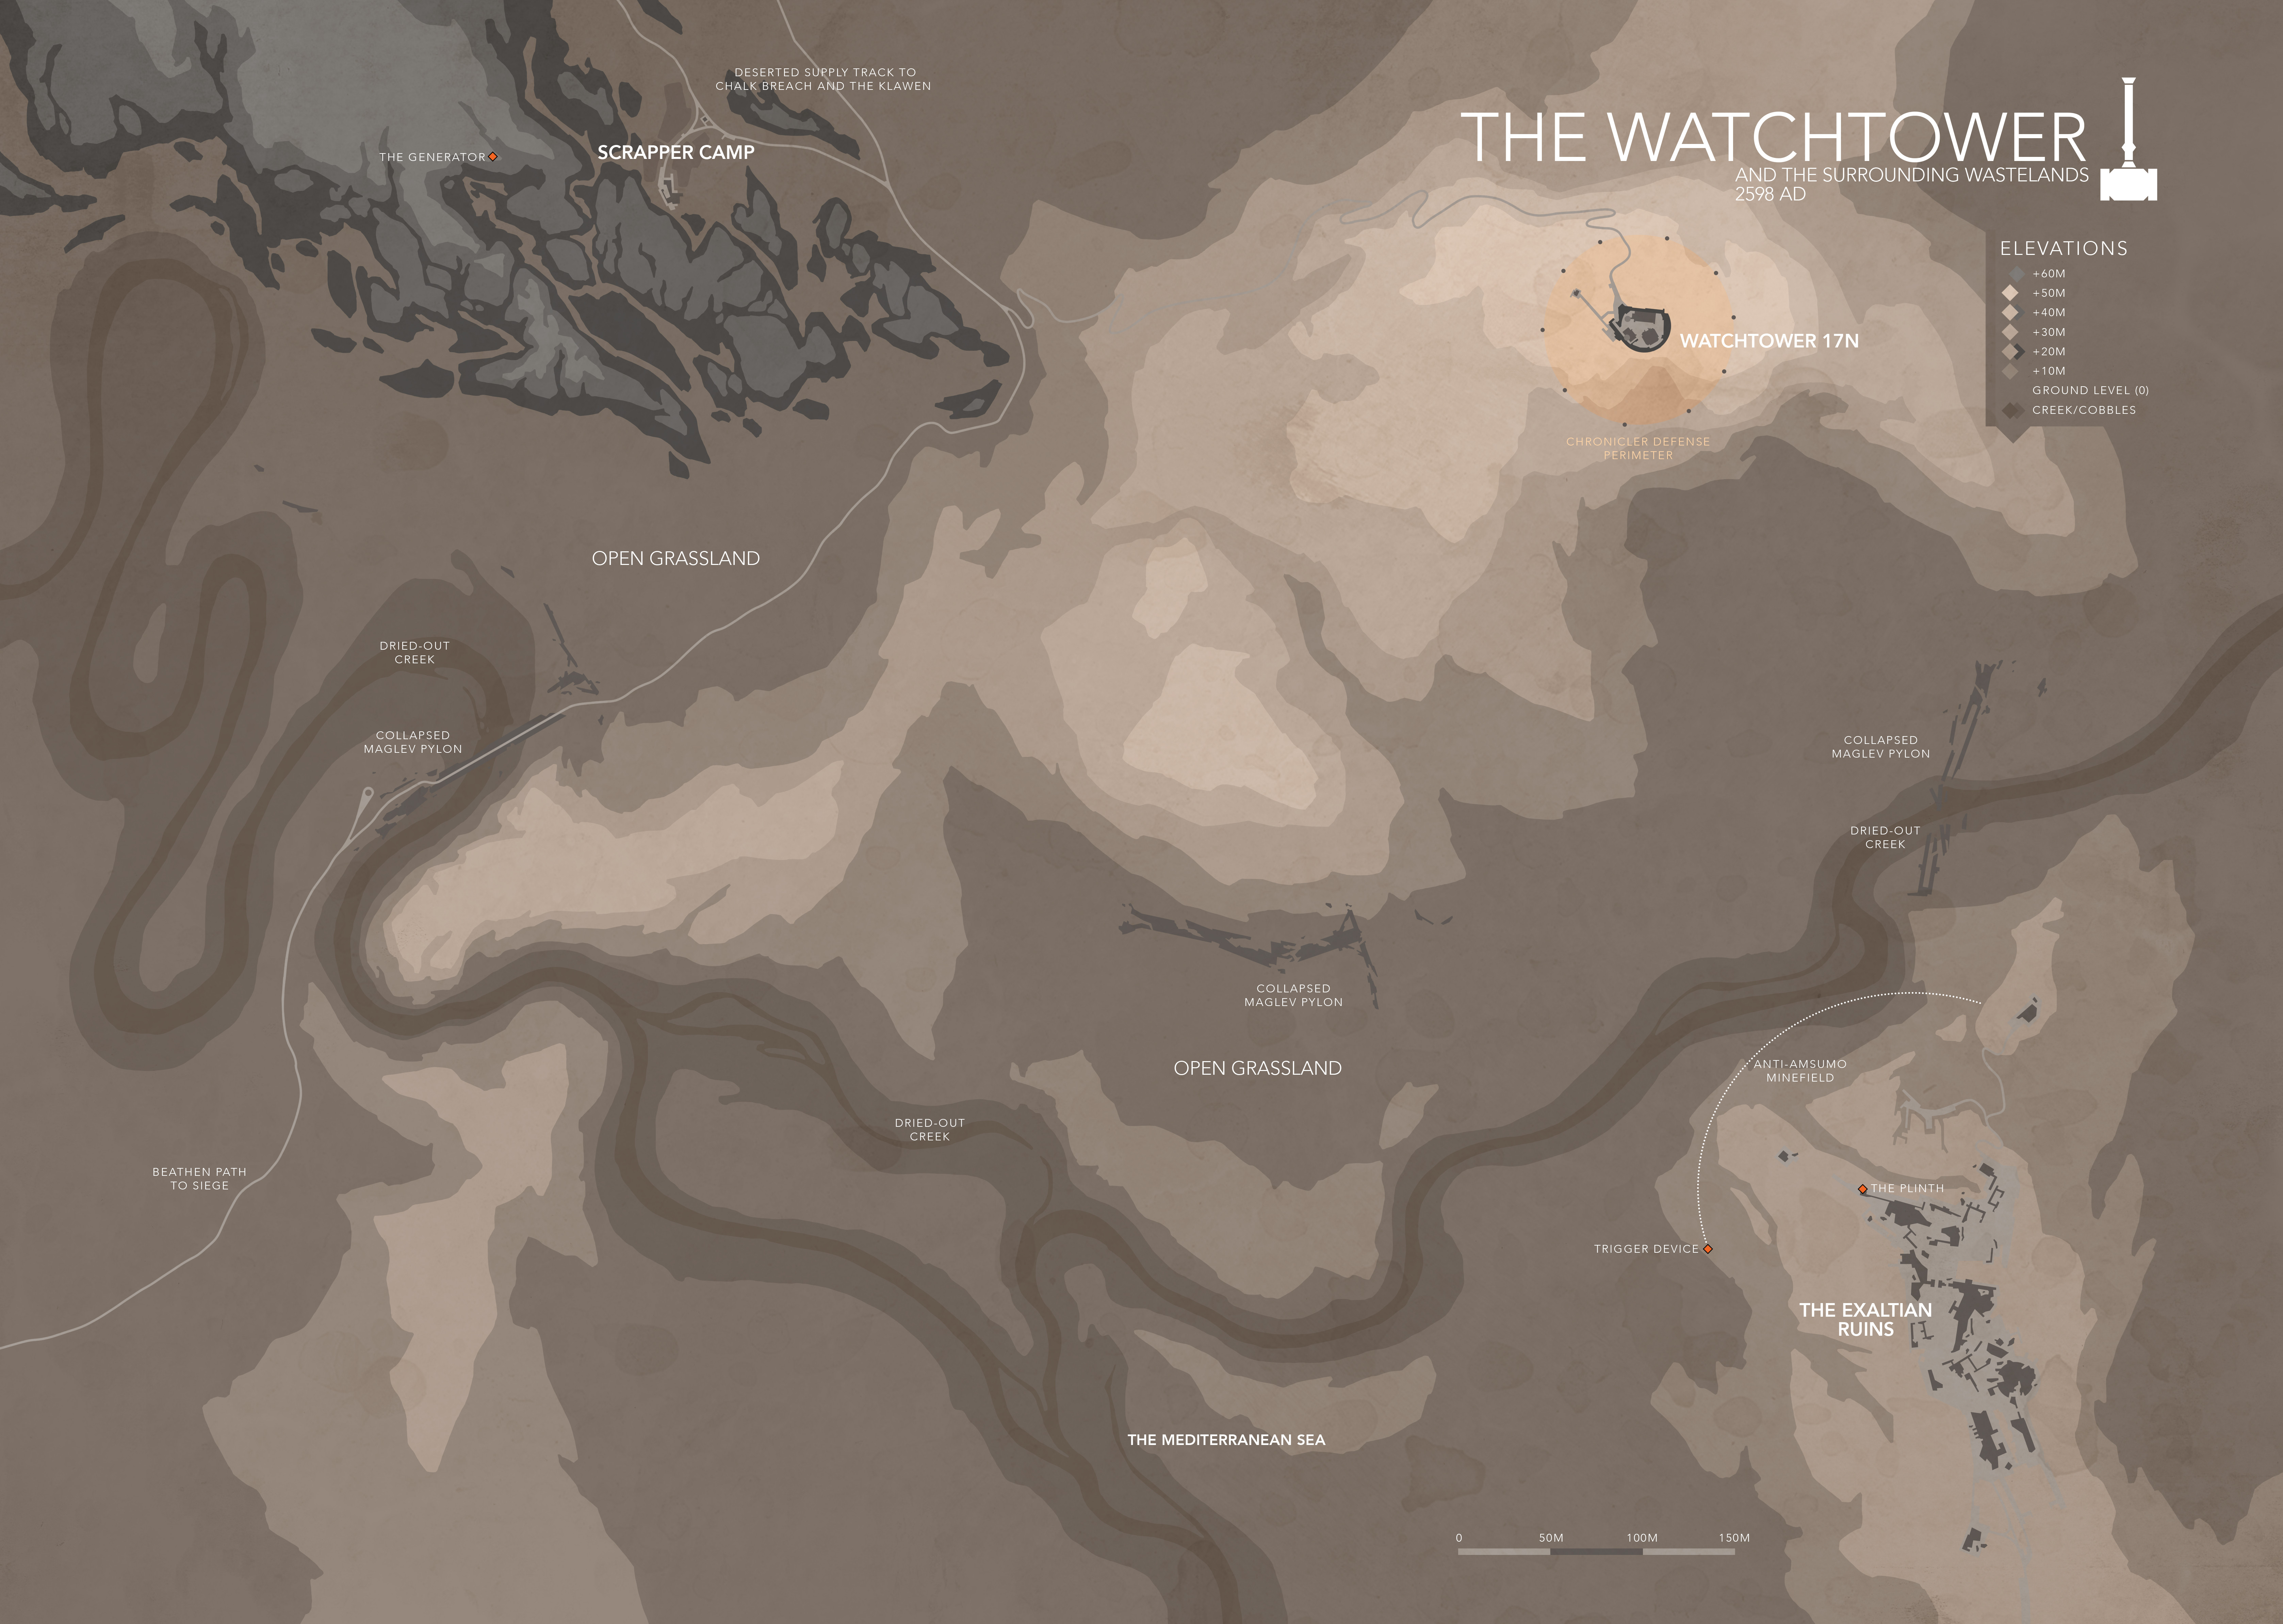 DESERTED SUPPLY TRACK TO
CHALK BREACH AND THE KLAWEN
THE GENERATOR
SCRAPPER CAMP
THE WATCHTOWER
AND THE SURROUNDING WASTELANDS
2598 AD
ELEVATIONS
+60M
+50M
+40M
+30M
+20M
+10M
GROUND LEVEL (0)
CREEK/COBBLES
WATCHTOWER 17N
CHRONICLER DEFENSE
PERIMETER
OPEN GRASSLAND
DRIED-OUT
CREEK
COLLAPSED
MAGLEV PYLON
COLLAPSED
MAGLEV PYLON
DRIED-OUT
CREEK
COLLAPSED
MAGLEV PYLON
OPEN GRASSLAND
ANTI-AMSUMO
MINEFIELD
DRIED-OUT
CREEK
BEATHEN PATH
TO SIEGE
THE PLINTH
TRIGGER DEVICE
THE EXALTIAN
RUINS
THE MEDITERRANEAN SEA
0 50M 100M 150M